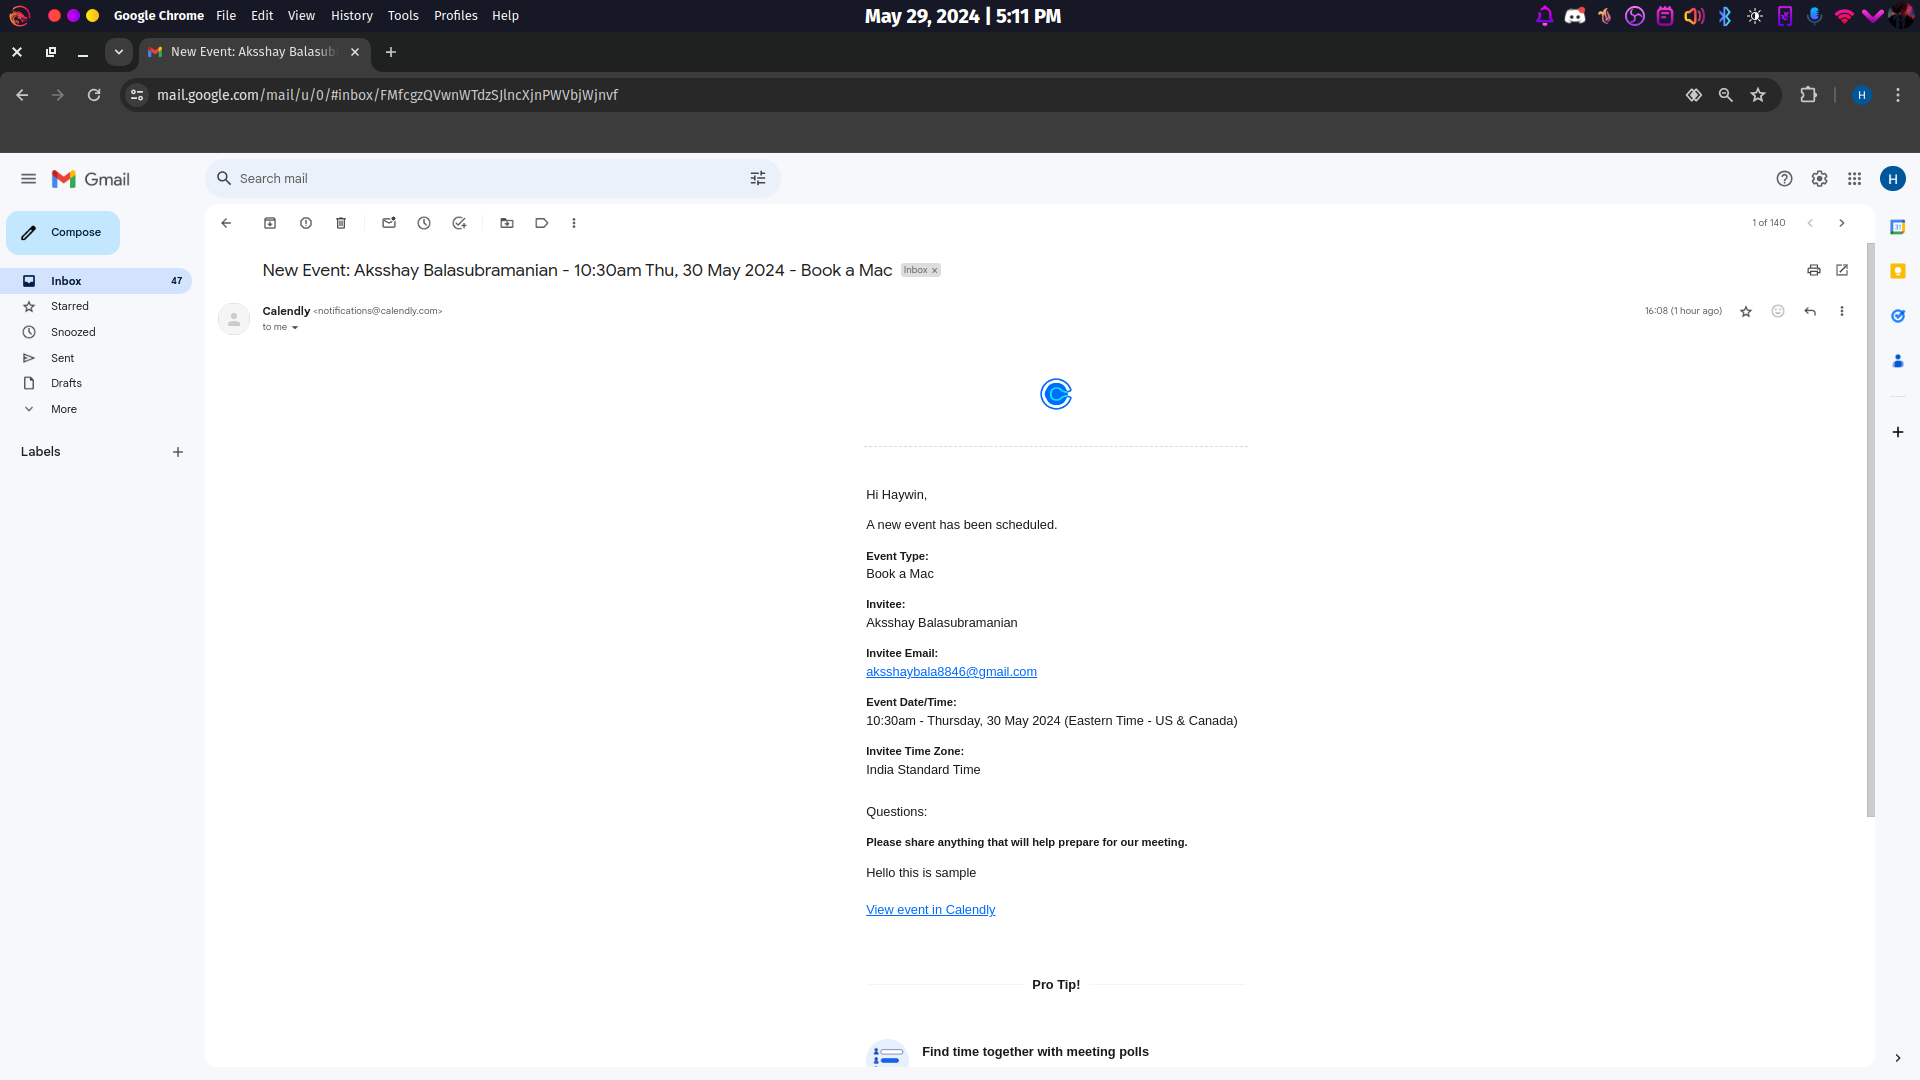 Google Chrome File Edit View History Tools Profiles Help
May 29, 2024 | 5:11 PM
New Event: Aksshay Balasub
mail.google.com/mail/u/0/#inbox/FMfcgzQVwnWTdzSJlncXjnPWVbjWjnvf
H
Gmail
Search mail
H
Compose
1 of 140
Inbox 47
Starred
Snoozed
Sent
Drafts
More
Labels
New Event: Aksshay Balasubramanian - 10:30am Thu, 30 May 2024 - Book a Mac Inbox
Calendly <notifications@calendly.com>
16:08 (1 hour ago)
to me
Hi Haywin,
A new event has been scheduled.
Event Type:
Book a Mac
Invitee:
Aksshay Balasubramanian
Invitee Email:
aksshaybala8846@gmail.com
Event Date/Time:
10:30am - Thursday, 30 May 2024 (Eastern Time - US & Canada)
Invitee Time Zone:
India Standard Time
Questions:
Please share anything that will help prepare for our meeting.
Hello this is sample
View event in Calendly
Pro Tip!
Find time together with meeting polls
31